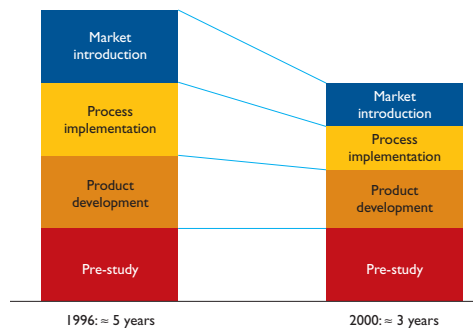 Market
introduction
Process
implementation
Product
development
Pre-study
1996: ≈ 5 years
Market
introduction
Process
implementation
Product
development
Pre-study
2000: ≈ 3 years